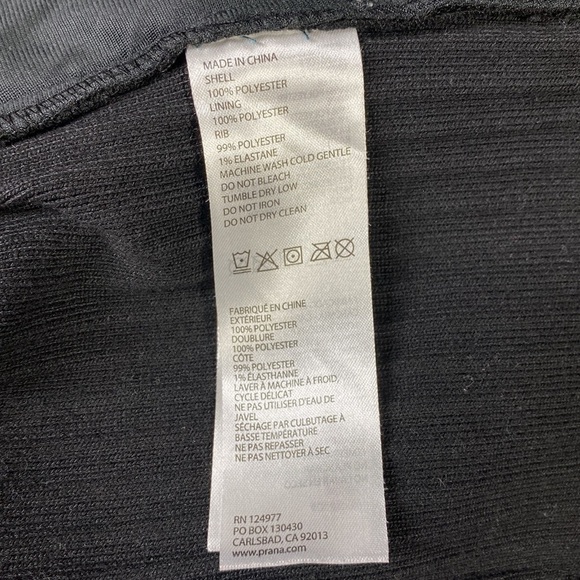 MADE IN CHINA
SHELL
100% POLYESTER
LINING
100% POLYESTER
RIB
99% POLYESTER
1% ELASTANE
MACHINE WASH COLD GENTLE
DO NOT BLEACH
TUMBLE DRY LOW
DO NOT IRON
DO NOT DRY CLEAN
FABRIQUÉ EN CHINE
EXTÉRIEUR
100% POLYESTER
DOUBLURE
100% POLYESTER
CÔTE
99% POLYESTER
1% ÉLASTHANNE
LAVER À MACHINE À FROID,
CYCLE DÉLICAT
NE PAS UTILISER D'EAU DE
JAVEL
SÉCHAGE PAR CULBUTAGE À
BASSE TEMPÉRATURE
NE PAS REPASSER
NE PAS NETTOYER À SEC
RN 124977
PO BOX 130430
CARLSBAD, CA 92013
www.prana.com